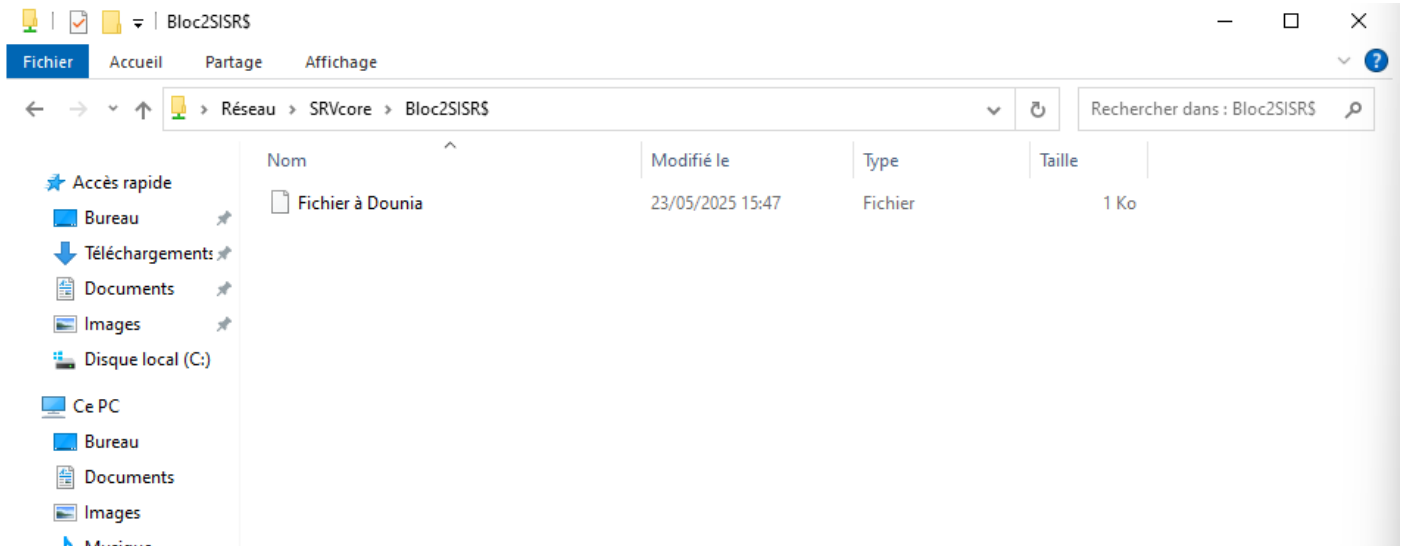 Bloc2SISR$
Fichier Accueil Partage Affichage
Réseau > SRVcore > Bloc2SISR$ Rechercher dans : Bloc2SISR$
Nom Modifié le Type Taille
Accès rapide
Fichier à Dounia 23/05/2025 15:47 Fichier 1 Ko
Bureau
Téléchargements
Documents
Images
Disque local (C:)
Ce PC
Bureau
Documents
Images
Musique